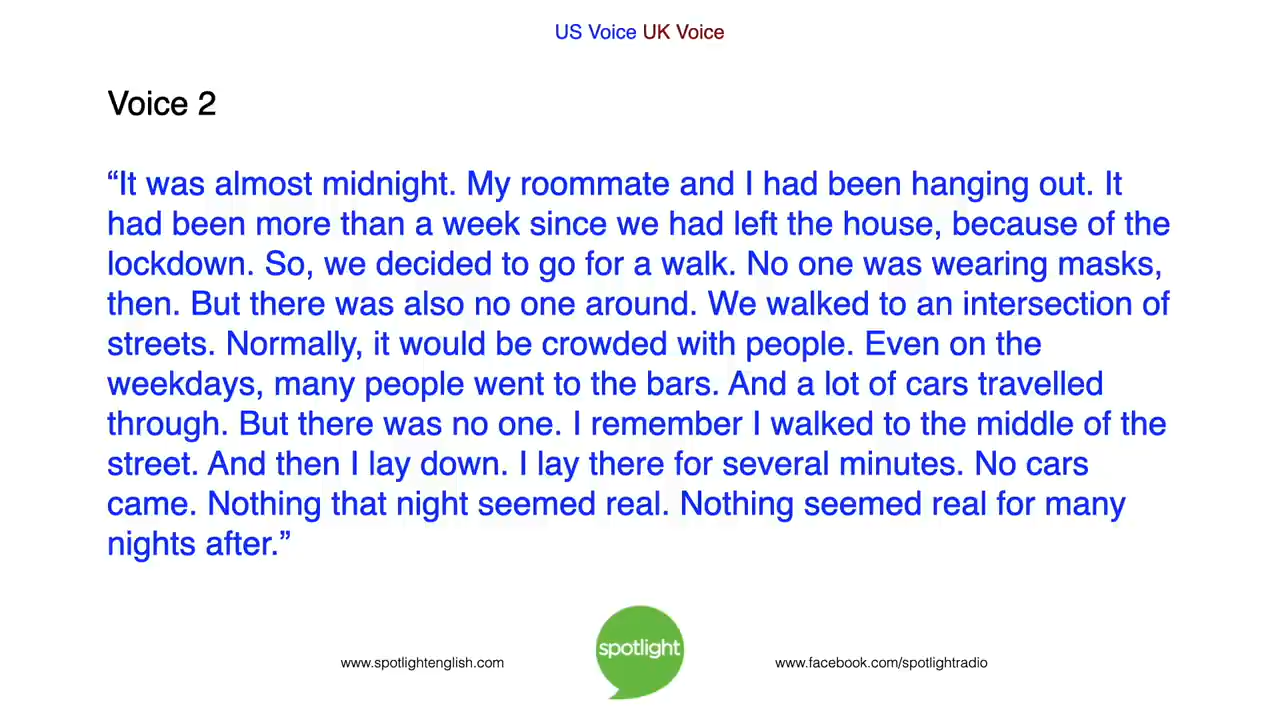 US Voice UK Voice
Voice 2
“It was almost midnight. My roommate and I had been hanging out. It
had been more than a week since we had left the house, because of the
lockdown. So, we decided to go for a walk. No one was wearing masks,
then. But there was also no one around. We walked to an intersection of
streets. Normally, it would be crowded with people. Even on the
weekdays, many people went to the bars. And a lot of cars travelled
through. But there was no one. I remember I walked to the middle of the
street. And then I lay down. I lay there for several minutes. No cars
came. Nothing that night seemed real. Nothing seemed real for many
nights after.”
spotlight
www.spotlightenglish.com
www.facebook.com/spotlightradio